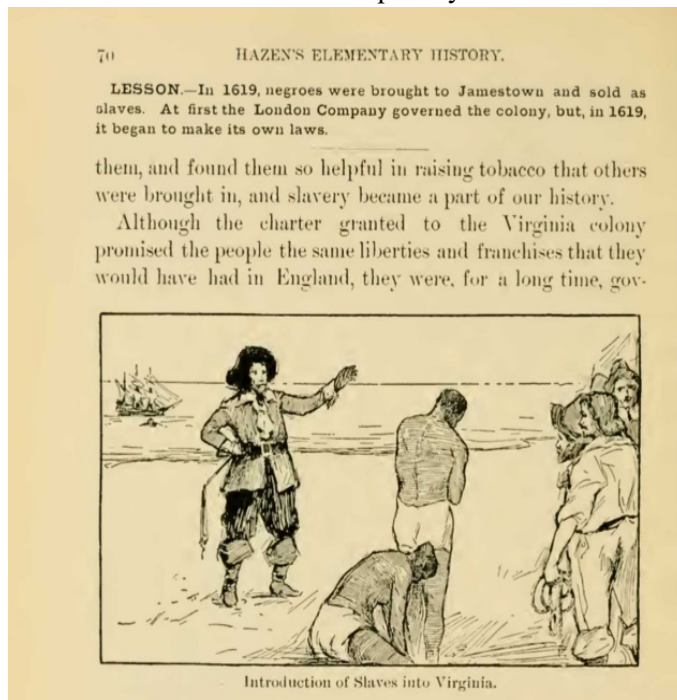 70 HAZEN'S ELEMENTARY HISTORY.
LESSON.—In 1619, negroes were brought to Jamestown and sold as
slaves. At first the London Company governed the colony, but, in 1619,
it began to make its own laws.
them, and found them so helpful in raising tobacco that others
were brought in, and slavery became a part of our history.
Although the charter granted to the Virginia colony
promised the people the same liberties and franchises that they
would have had in England, they were, for a long time, gov-
Introduction of Slaves into Virginia.